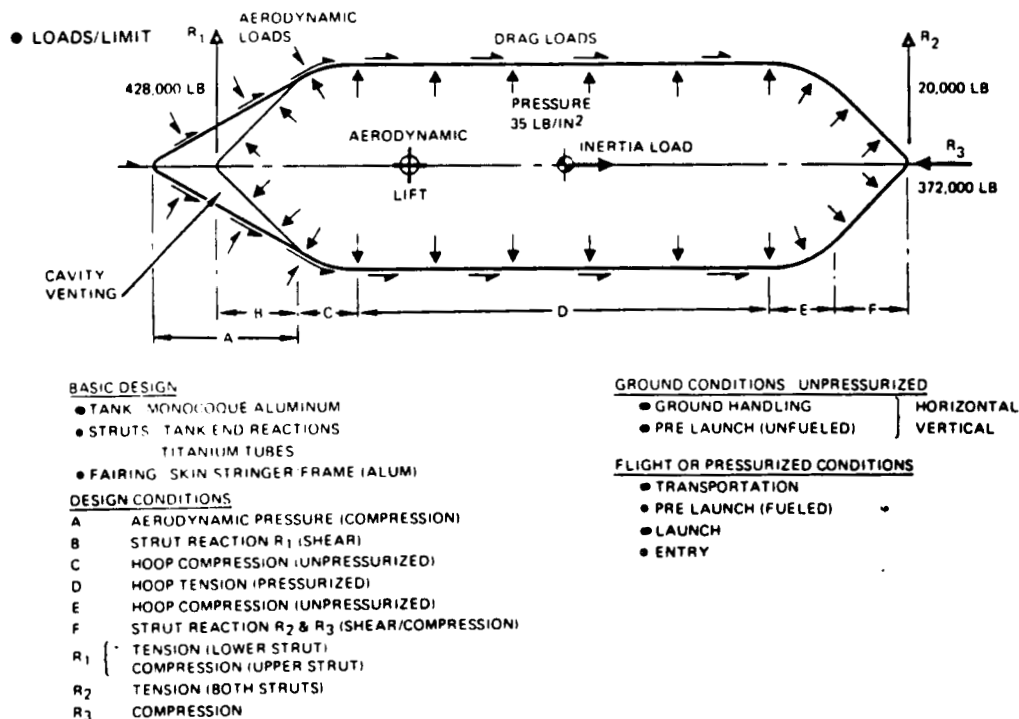 ● LOADS/LIMIT
R1
AERODYNAMIC
LOADS
DRAG LOADS
R2
428,000 LB
20,000 LB
PRESSURE
35 LB/IN2
AERODYNAMIC
LIFT
INERTIA LOAD
R3
372,000 LB
CAVITY
VENTING
H
C
D
E
F
A
BASIC DESIGN
● TANK MONOCOQUE ALUMINUM
● STRUTS TANK END REACTIONS
TITANIUM TUBES
● FAIRING SKIN STRINGER FRAME (ALUM)
DESIGN CONDITIONS
A AERODYNAMIC PRESSURE (COMPRESSION)
B STRUT REACTION R1 (SHEAR)
C HOOP COMPRESSION (UNPRESSURIZED)
D HOOP TENSION (PRESSURIZED)
E HOOP COMPRESSION (UNPRESSURIZED)
F STRUT REACTION R2 & R3 (SHEAR/COMPRESSION)
R1 TENSION (LOWER STRUT)
COMPRESSION (UPPER STRUT)
R2 TENSION (BOTH STRUTS)
R3 COMPRESSION
GROUND CONDITIONS UNPRESSURIZED
● GROUND HANDLING HORIZONTAL
● PRE LAUNCH (UNFUELED) VERTICAL
FLIGHT OR PRESSURIZED CONDITIONS
● TRANSPORTATION
● PRE LAUNCH (FUELED)
● LAUNCH
● ENTRY